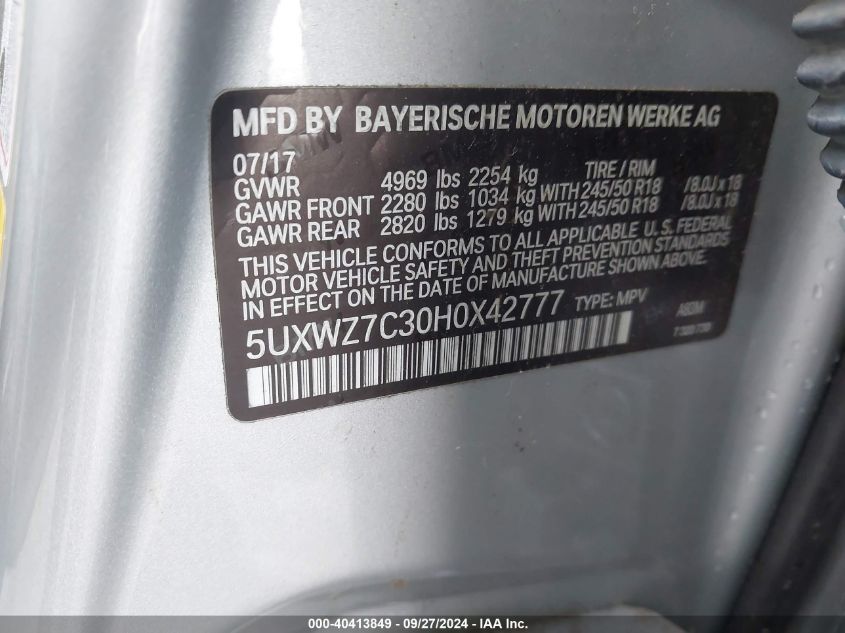 MFD BY BAYERISCHE MOTOREN WERKE AG
07/17 TIRE / RIM
GVWR 4969 lbs 2254 kg
GAWR FRONT 2280 lbs 1034 kg WITH 245/50 R18 /8.0J x 18
GAWR REAR 2820 lbs 1279 kg WITH 245/50 R18 /8.0J x 18
THIS VEHICLE CONFORMS TO ALL APPLICABLE U.S. FEDERAL
MOTOR VEHICLE SAFETY AND THEFT PREVENTION STANDARDS
IN EFFECT ON THE DATE OF MANUFACTURE SHOWN ABOVE.
5UXWZ7C30H0X42777 TYPE: MPV
000-40413849 - 09/27/2024 - IAA Inc.